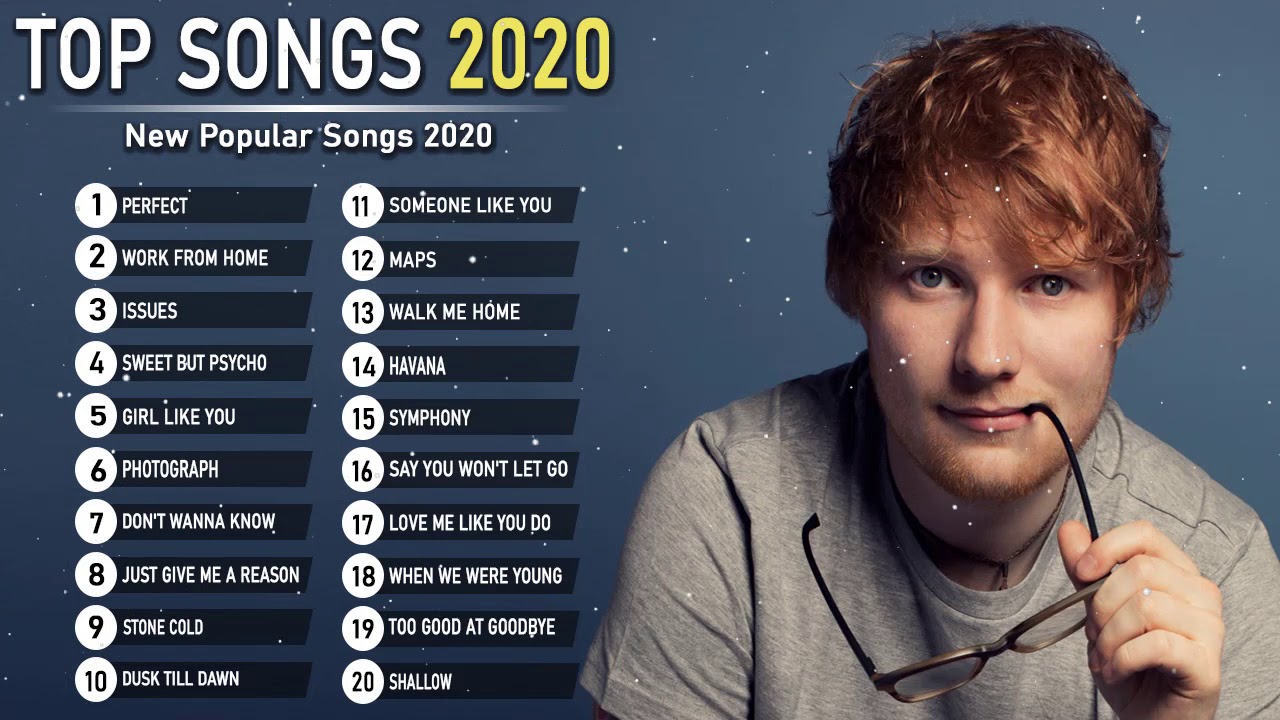 TOP SONGS 2020
New Popular Songs 2020
1 PERFECT
2 WORK FROM HOME
3 ISSUES
4 SWEET BUT PSYCHO
5 GIRL LIKE YOU
6 PHOTOGRAPH
7 DON'T WANNA KNOW
8 JUST GIVE ME A REASON
9 STONE COLD
10 DUSK TILL DAWN
11 SOMEONE LIKE YOU
12 MAPS
13 WALK ME HOME
14 HAVANA
15 SYMPHONY
16 SAY YOU WON'T LET GO
17 LOVE ME LIKE YOU DO
18 WHEN WE WERE YOUNG
19 TOO GOOD AT GOODBYE
20 SHALLOW